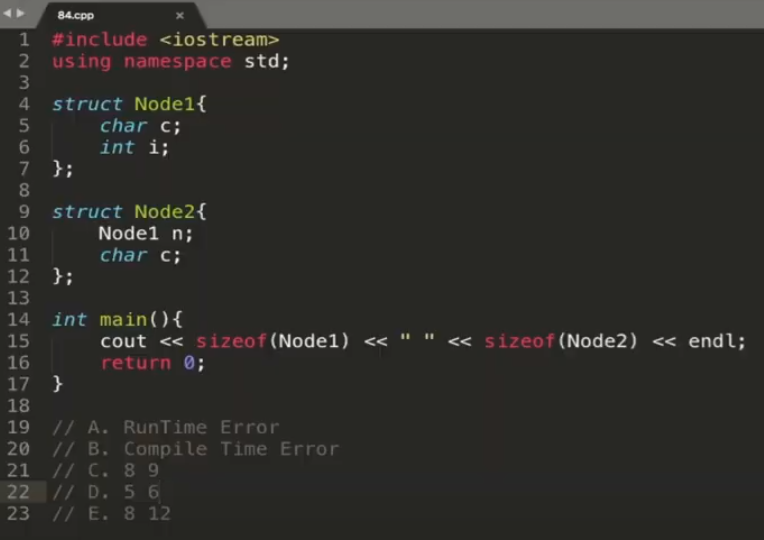 84.cpp ×
1 #include <iostream>
2 using namespace std;
3
4 struct Node1{
5 char c;
6 int i;
7 };
8
9 struct Node2{
10 Node1 n;
11 char c;
12 };
13
14 int main(){
15 cout << sizeof(Node1) << " " << sizeof(Node2) << endl;
16 return 0;
17 }
18
19 // A. RunTime Error
20 // B. Compile Time Error
21 // C. 8 9
22 // D. 5 6
23 // E. 8 12